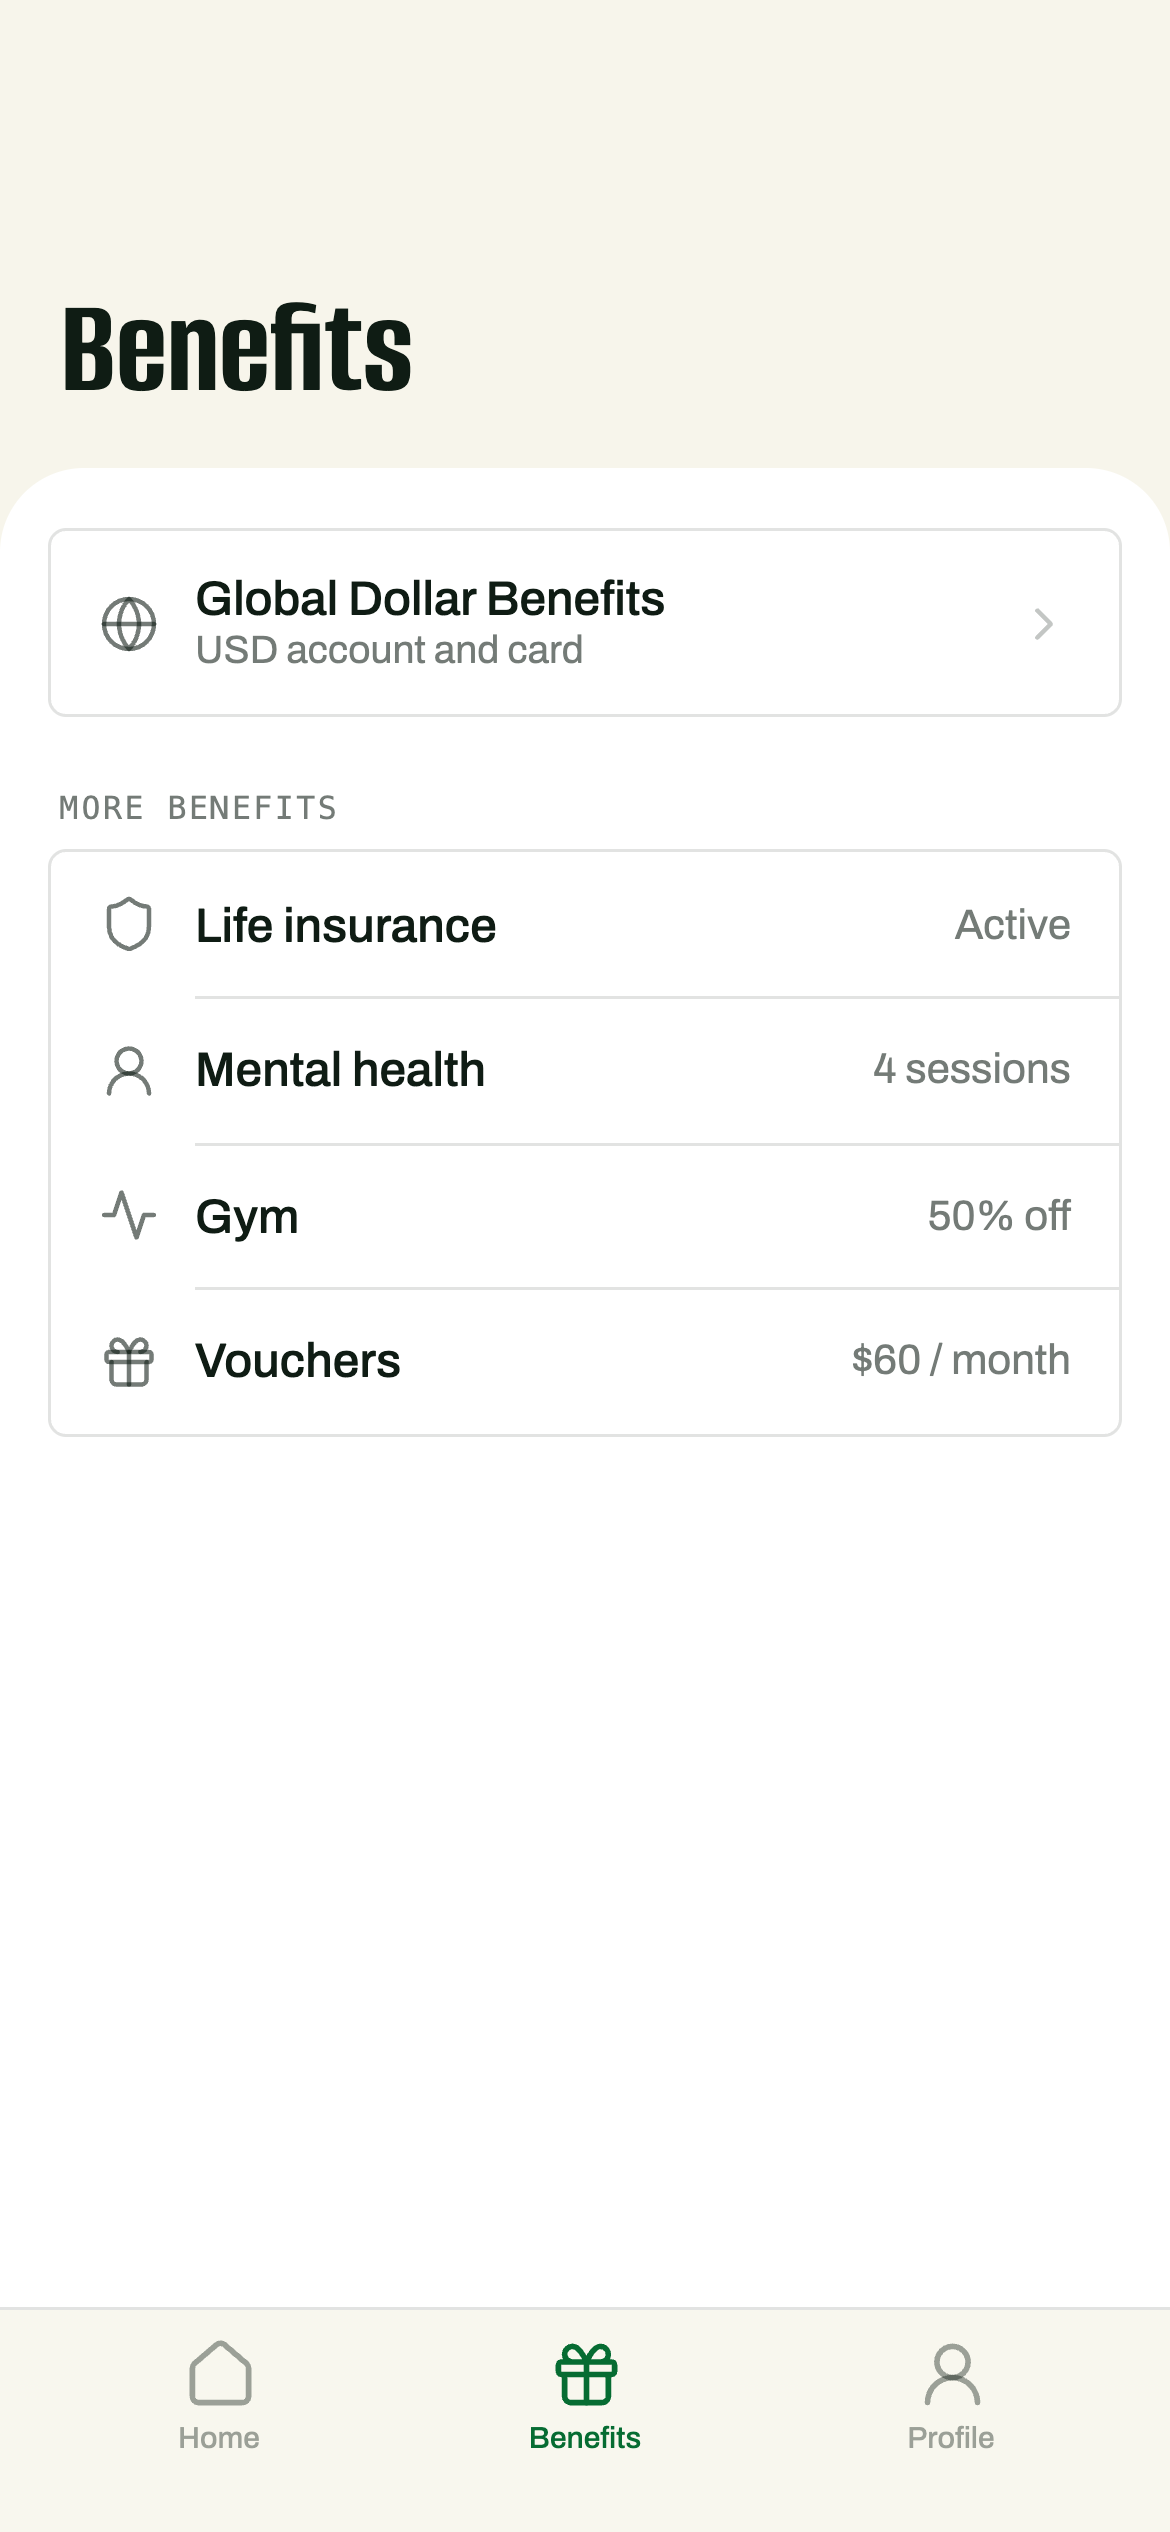 Benefits
Global Dollar Benefits
USD account and card
MORE BENEFITS
Life insurance Active
Mental health 4 sessions
Gym 50% off
Vouchers $60 / month
Home Benefits Profile